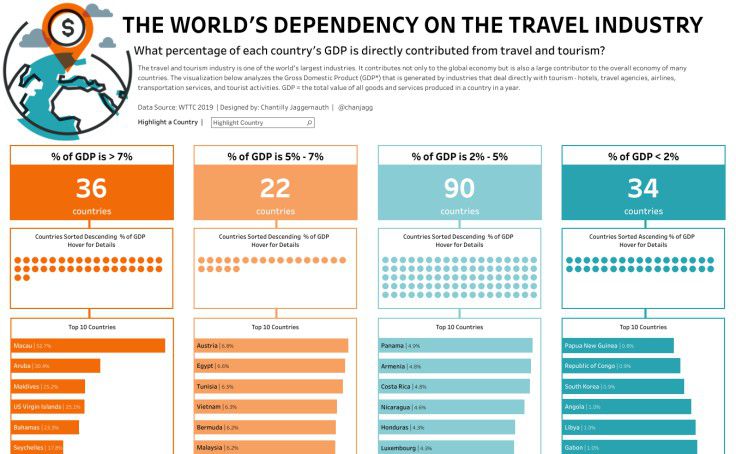 $
THE WORLD'S DEPENDENCY ON THE TRAVEL INDUSTRY
What percentage of each country's GDP is directly contributed from travel and tourism?
The travel and tourism industry is one of the world's largest industries. It contributes not only to the global economy but is also a large contributor to the overall economy of many
countries. The visualization below analyzes the Gross Domestic Product (GDP*) that is generated by industries that deal directly with tourism - hotels, travel agencies, airlines,
transportation services, and tourist activities. GDP = the total value of all goods and services produced in a country in a year.
Data Source: WTTC 2019 | Designed by: Chantilly Jaggernauth | @chanjagg
Highlight a Country | Highlight Country
% of GDP is > 7%
36
countries
Countries Sorted Descending % of GDP
Hover for Details
Top 10 Countries
Macau | 52.7%
Aruba |
Maldives | 25.2%
US Virgin Islands |
Bahamas |
Seychelles |
% of GDP is 5% - 7%
22
countries
Countries Sorted Descending % of GDP
Hover for Details
Top 10 Countries
Austria | 6.8%
Egypt |
Tunisia |
Vietnam | 6.3%
Bermuda | 6.2%
Malaysia | 6.2%
% of GDP is 2% - 5%
90
countries
Countries Sorted Descending % of GDP
Hover for Details
Top 10 Countries
Panama | 4.9%
Armenia | 4.8%
Costa Rica | 4.8%
Nicaragua | 4.6%
Honduras | 4.3%
Luxembourg | 4.3%
% of GDP < 2%
34
countries
Countries Sorted Ascending % of GDP
Hover for Details
Top 10 Countries
Papua New Guinea | 0.8%
Republic of Congo | 0.9%
South Korea | 0.9%
Angola | 1.0%
Libya | 1.0%
Gabon | 1.0%